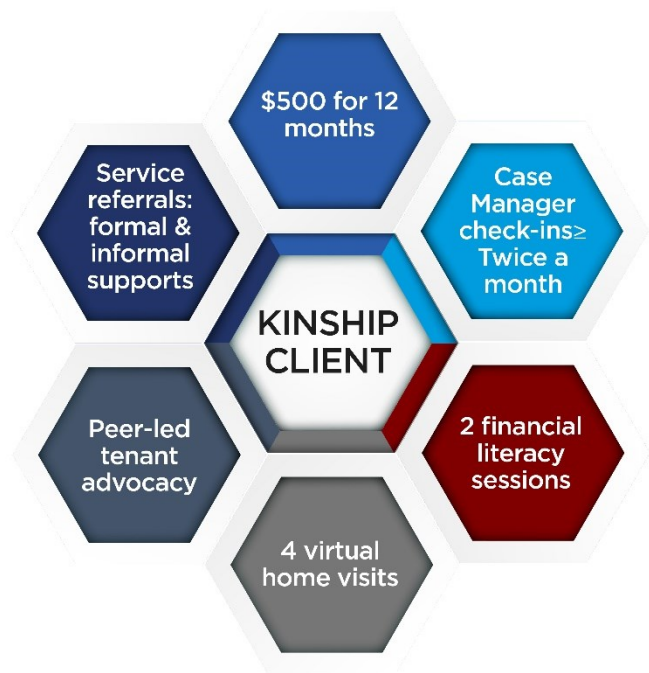 $500 for 12
months
Service
referrals:
formal &
informal
supports
Case
Manager
check-ins≥
Twice a
month
KINSHIP
CLIENT
Peer-led
tenant
advocacy
2 financial
literacy
sessions
4 virtual
home visits